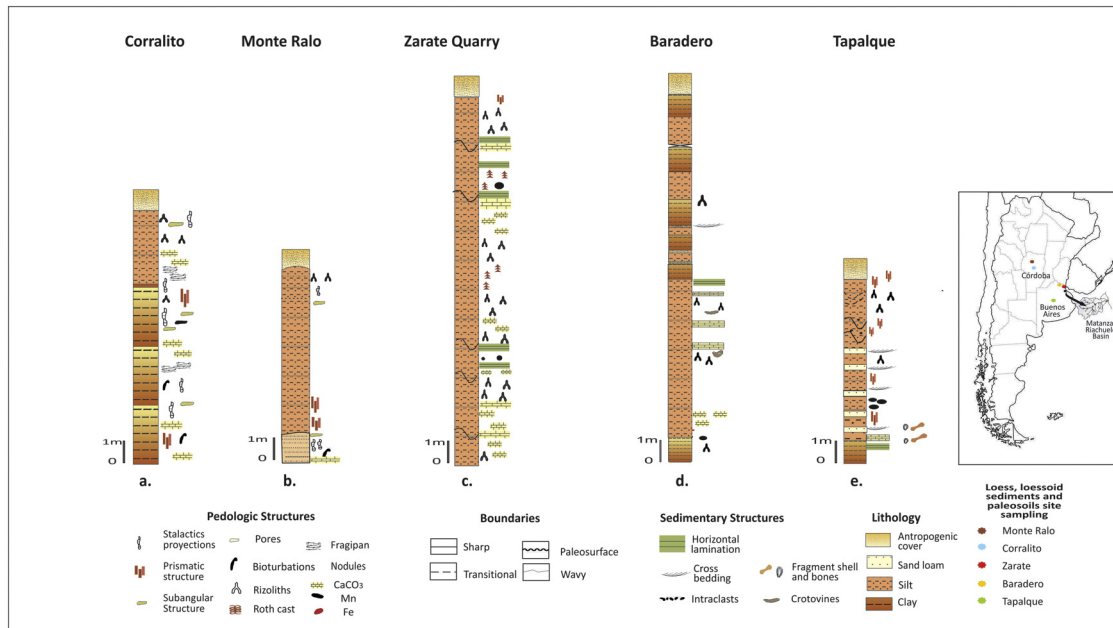 Corralito
Monte Ralo
Zarate Quarry
Baradero
Tapalque
1m
0
a.
1m
0
b.
1m
0
c.
1m
0
d.
1m
0
e.
Córdoba
Buenos
Aires
Matanza
Riachuelo
Basin
Pedologic Structures
Stalactics
proyections
Prismatic
structure
Subangular
Structure
Pores
Bioturbations
Rizoliths
Roth cast
Fragipan
Nodules
CaCO3
Mn
Fe
Boundaries
Sharp
Transitional
Paleosurface
Wavy
Sedimentary Structures
Horizontal
lamination
Cross
bedding
Intraclasts
Fragment shell
and bones
Crotovines
Lithology
Antropogenic
cover
Sand loam
Silt
Clay
Loess, loessoid
sediments and
paleosoils site
sampling
Monte Ralo
Corralito
Zarate
Baradero
Tapalque